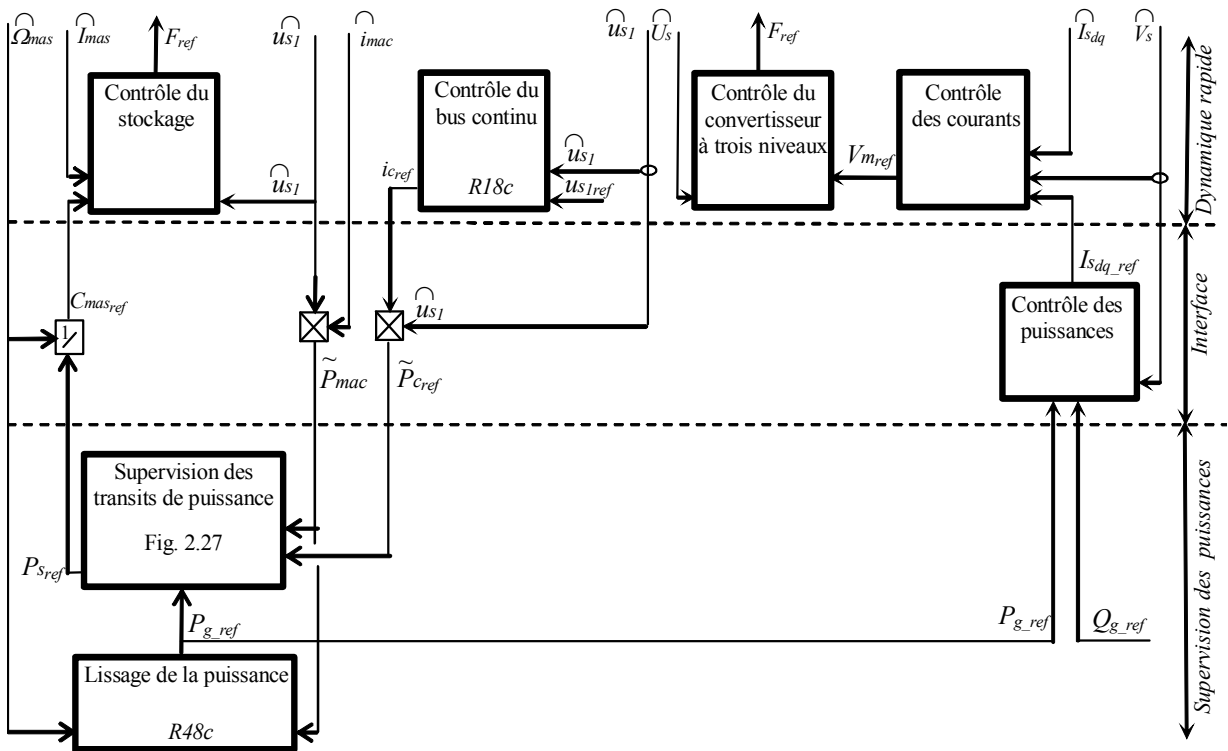 Ω̂mas
Îmas
Fref
ûs1
îmac
ûs1
Ûs
Fref
Îsdq
V̂s
Contrôle du
stockage
Contrôle du
bus continu
R18c
Contrôle du
convertisseur
à trois niveaux
Contrôle
des courants
Dynamique rapide
ûs1
icref
ûs1
us1ref
Vmref
Isdq_ref
Cmasref
1/
ûs1
Contrôle des
puissances
Interface
P̃mac
P̃cref
Supervision des
transits de puissance
Fig. 2.27
Psref
Pg_ref
Pg_ref
Qg_ref
Supervision des puissances
Lissage de la puissance
R48c